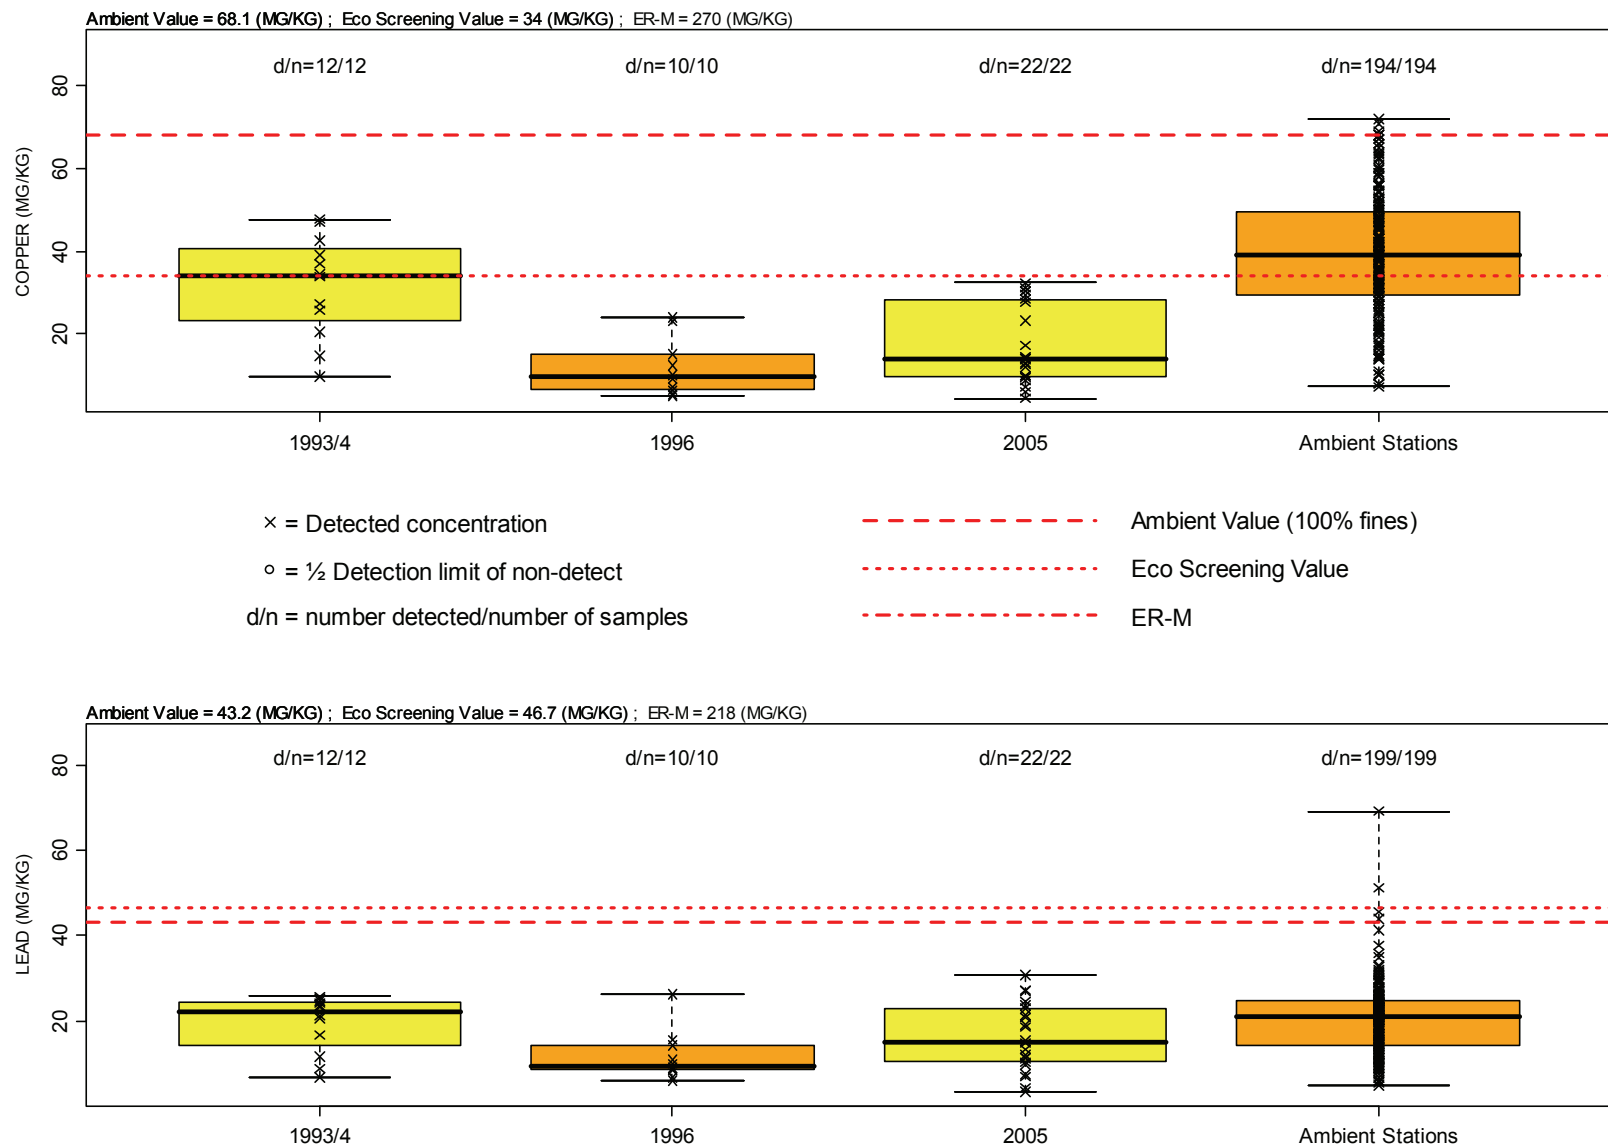 Ambient Value = 68.1 (MG/KG) ; Eco Screening Value = 34 (MG/KG) ; ER-M = 270 (MG/KG)
d/n=12/12 d/n=10/10 d/n=22/22 d/n=194/194
COPPER (MG/KG)
80
60
40
20
1993/4 1996 2005 Ambient Stations
× = Detected concentration
○ = ½ Detection limit of non-detect
d/n = number detected/number of samples
Ambient Value (100% fines)
Eco Screening Value
ER-M
Ambient Value = 43.2 (MG/KG) ; Eco Screening Value = 46.7 (MG/KG) ; ER-M = 218 (MG/KG)
d/n=12/12 d/n=10/10 d/n=22/22 d/n=199/199
LEAD (MG/KG)
80
60
40
20
1993/4 1996 2005 Ambient Stations